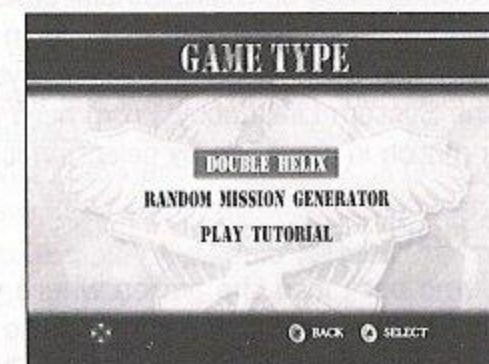 GAME TYPE
DOUBLE HELIX
RANDOM MISSION GENERATOR
PLAY TUTORIAL
BACK SELECT